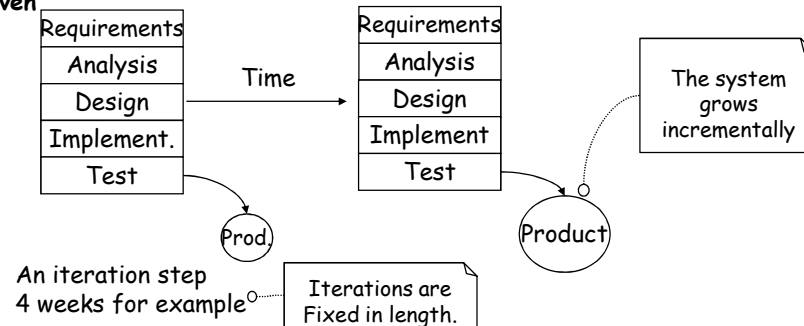 Requirements
Analysis
Design
Implement.
Test
Prod.
Time
Requirements
Analysis
Design
Implement
Test
Product
The system
grows
incrementally
An iteration step
4 weeks for example
Iterations are
Fixed in length.